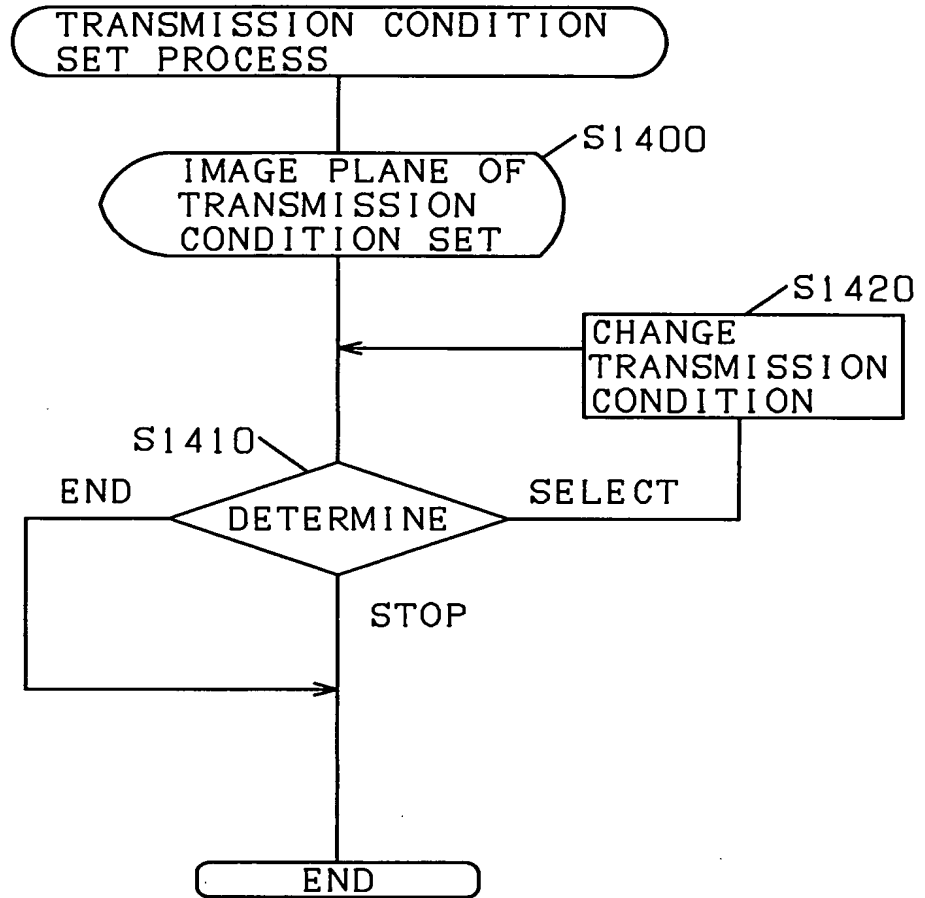 TRANSMISSION CONDITION
SET PROCESS
S1400
IMAGE PLANE OF
TRANSMISSION
CONDITION SET
S1420
CHANGE
TRANSMISSION
CONDITION
S1410
END
DETERMINE
SELECT
STOP
END